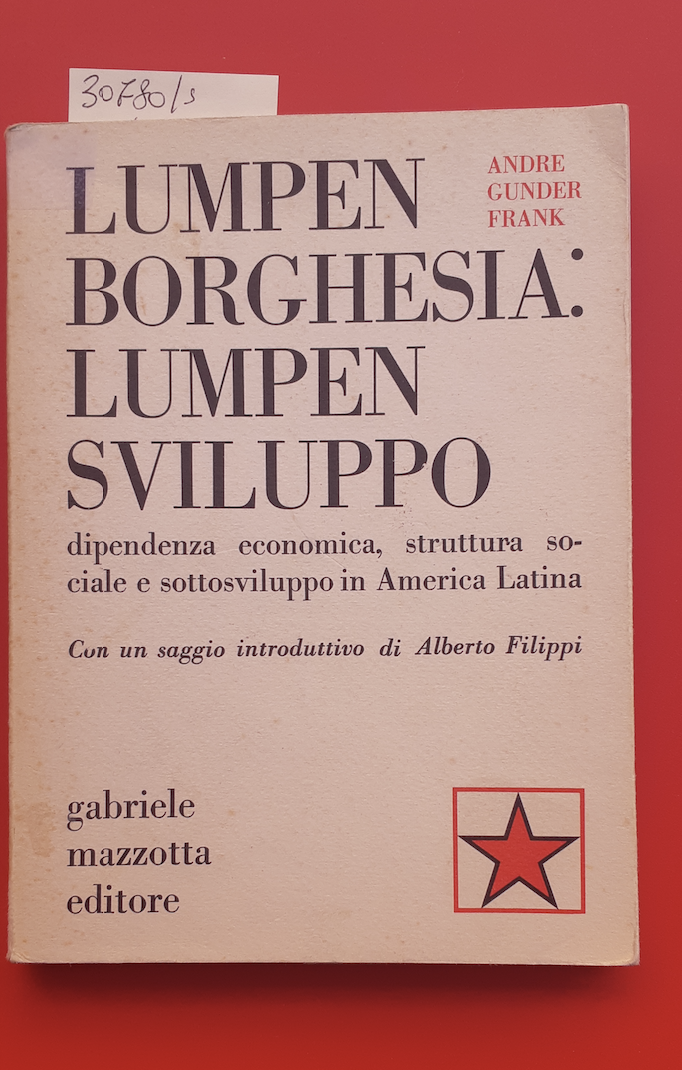 30780/s
LUMPEN
BORGHESIA:
LUMPEN
SVILUPPO
ANDRE
GUNDER
FRANK
dipendenza economica, struttura so-
ciale e sottosviluppo in America Latina
Con un saggio introduttivo di Alberto Filippi
gabriele
mazzotta
editore